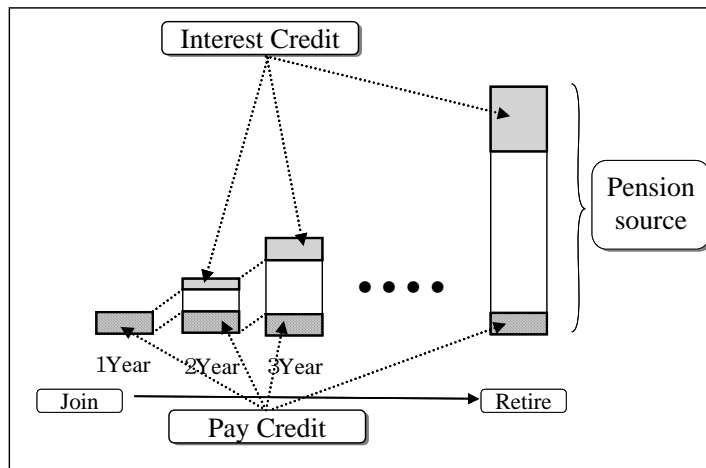 Interest Credit
Pension
source
1Year
2Year
3Year
Join
Retire
Pay Credit